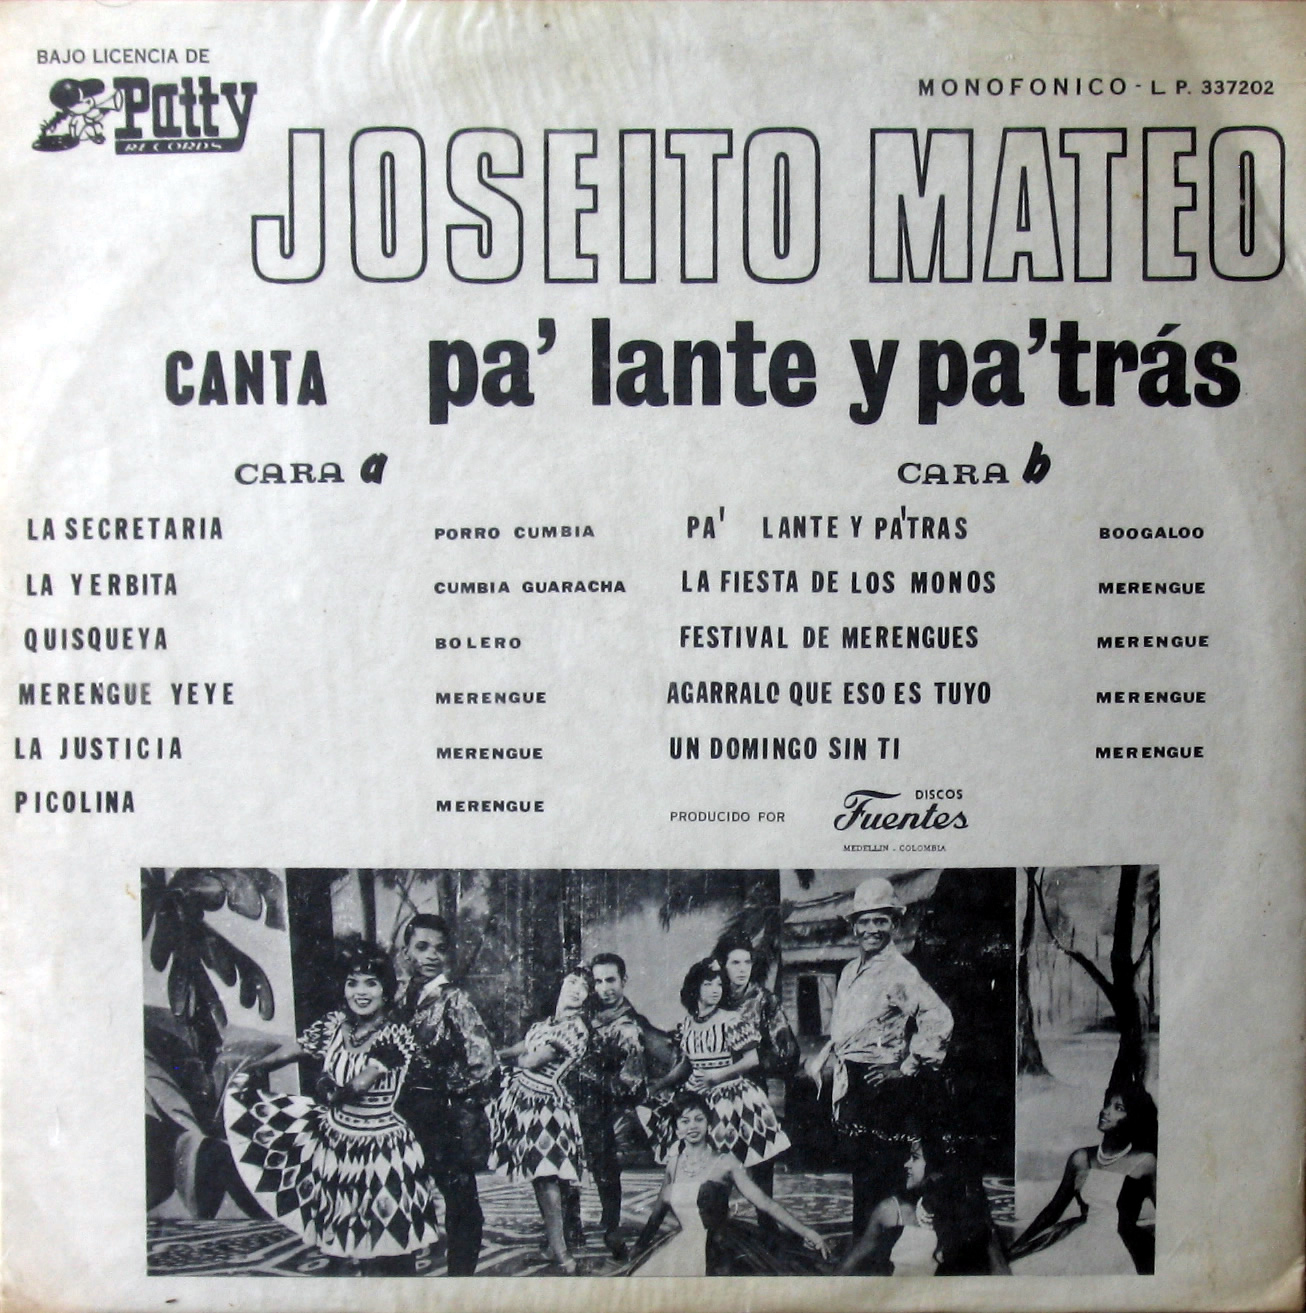 BAJO LICENCIA DE
Patty
RECORDS
MONOFONICO - L P. 337202
JOSEITO MATEO
CANTA pa' lante y pa'trás
CARA a
LA SECRETARIA PORRO CUMBIA
LA YERBITA CUMBIA GUARACHA
QUISQUEYA BOLERO
MERENGUE YEYE MERENGUE
LA JUSTICIA MERENGUE
PICOLINA MERENGUE
CARA b
PA' LANTE Y PA'TRAS BOOGALOO
LA FIESTA DE LOS MONOS MERENGUE
FESTIVAL DE MERENGUES MERENGUE
AGARRALO QUE ESO ES TUYO MERENGUE
UN DOMINGO SIN TI MERENGUE
PRODUCIDO POR DISCOS
Fuentes
MEDELLIN - COLOMBIA